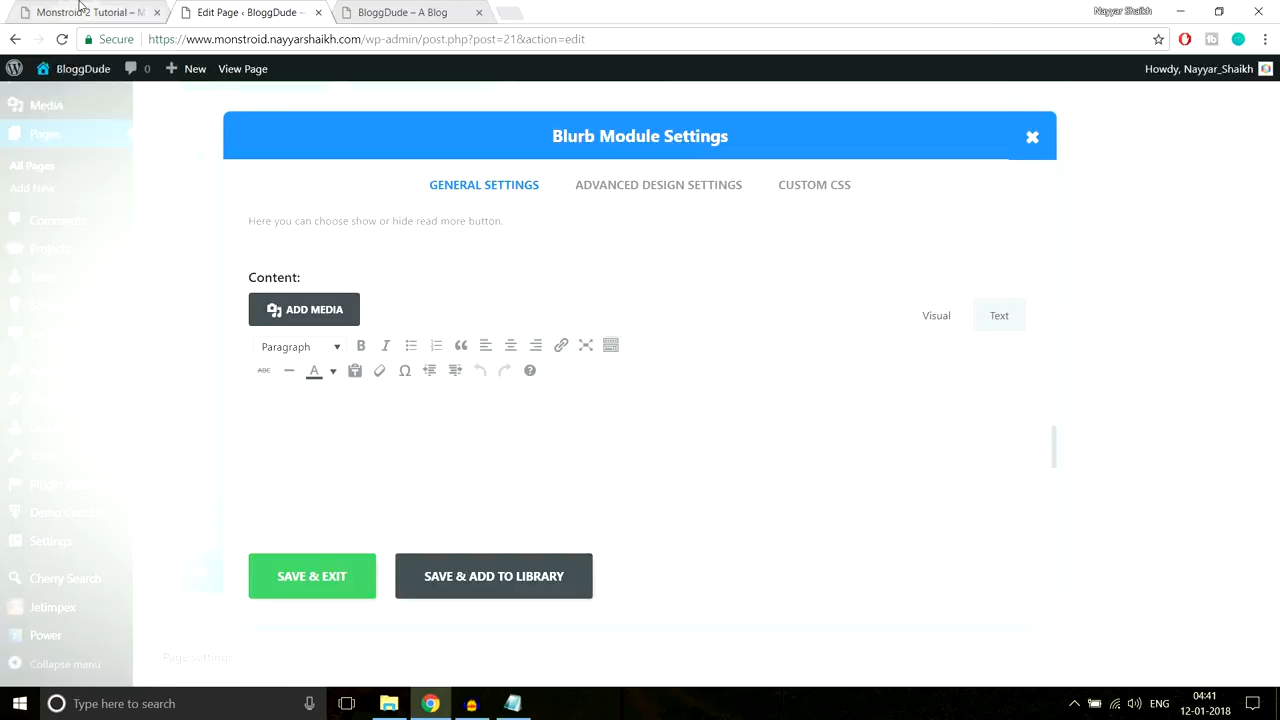 Monstroid 2 Tutorial – M
Edit Page ‹ BloggDude –
BloggDude – A Blog
Nayyar Shaikh
Secure
https://www.monstroid.nayyarshaikh.com/wp-admin/post.php?post=21&action=edit
BloggDude
0
New
View Page
Howdy, Nayyar_Shaikh
Media
Pages
All Pages
Add New
Comments
Projects
Settings
Cherry Search
Jetimpex
Power
Collapse menu
Blurb Module Settings
GENERAL SETTINGS
ADVANCED DESIGN SETTINGS
CUSTOM CSS
Here you can choose show or hide read more button.
Content:
ADD MEDIA
Visual
Text
Paragraph
B
I
ABC
A
Ω
SAVE & EXIT
SAVE & ADD TO LIBRARY
Page settings
Type here to search
ENG
04:41
12-01-2018